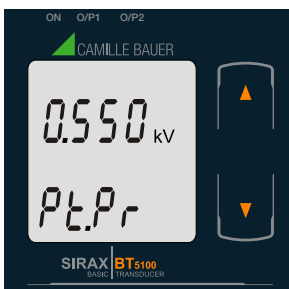 ON O/P1 O/P2
CAMILLE BAUER
0.550 kV
Pt.Pr
SIRAX BT5100
BASIC TRANSDUCER